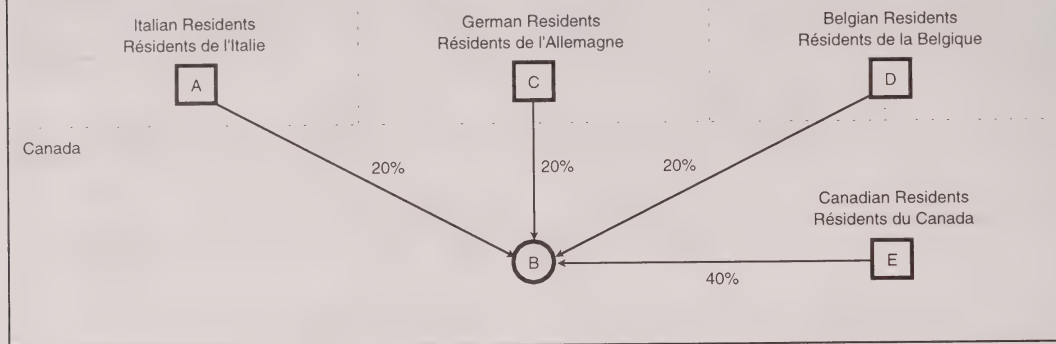 Italian Residents
Résidents de l'Italie
A
German Residents
Résidents de l'Allemagne
C
Belgian Residents
Résidents de la Belgique
D
Canada
20%
20%
20%
Canadian Residents
Résidents du Canada
E
B
40%